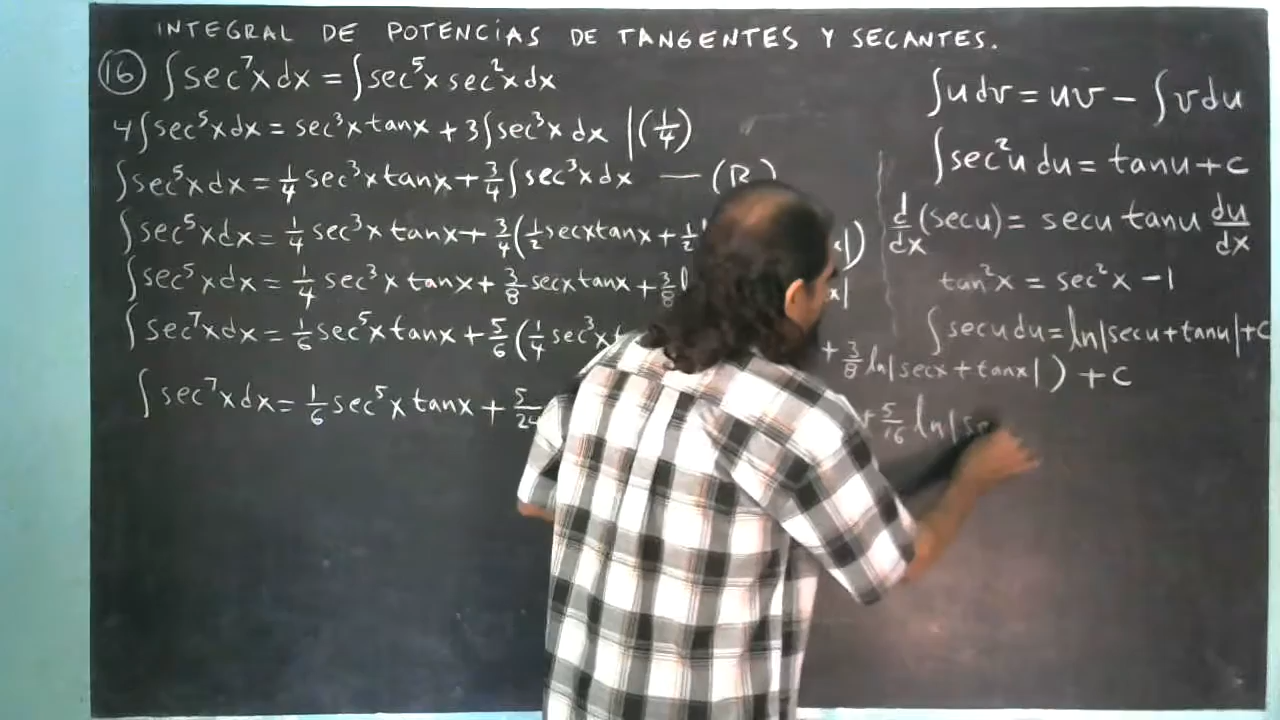 INTEGRAL DE POTENCIAS DE TANGENTES Y SECANTES.
16 ∫sec⁷x dx = ∫sec⁵x sec²x dx
4∫sec⁵x dx = sec³x tanx + 3∫sec³x dx |(1/4)
∫sec⁵x dx = 1/4 sec³x tanx + 3/4 ∫sec³x dx — (B)
∫sec⁵x dx = 1/4 sec³x tanx + 3/4 (1/2 secx tanx + 1/2 |)
∫sec⁵x dx = 1/4 sec³x tanx + 3/8 secx tanx + 3/8 x|
∫sec⁷x dx = 1/6 sec⁵x tanx + 5/6 (1/4 sec³x
+ 3/8 ln|secx + tanx| ) + C
∫sec⁷x dx = 1/6 sec⁵x tanx + 5/24 + 5/16 ln|se
∫u dv = uv − ∫v du
∫sec²u du = tanu + c
d/dx (secu) = secu tanu du/dx
tan²x = sec²x − 1
∫secu du = ln|secu + tanu| + C